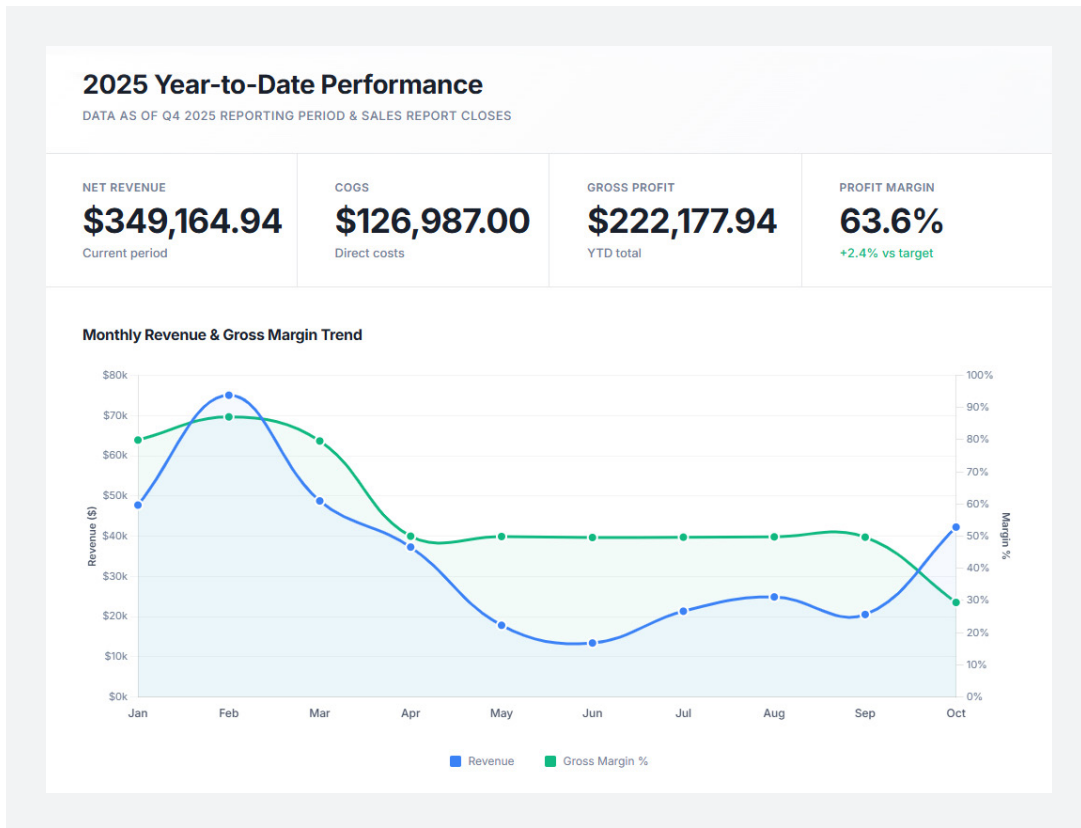 2025 Year-to-Date Performance
DATA AS OF Q4 2025 REPORTING PERIOD & SALES REPORT CLOSES
NET REVENUE
$349,164.94
Current period
COGS
$126,987.00
Direct costs
GROSS PROFIT
$222,177.94
YTD total
PROFIT MARGIN
63.6%
+2.4% vs target
Monthly Revenue & Gross Margin Trend
Revenue ($)
$80k
$70k
$60k
$50k
$40k
$30k
$20k
$10k
$0k
100%
90%
80%
70%
60%
50%
40%
30%
20%
10%
0%
Margin %
Jan Feb Mar Apr May Jun Jul Aug Sep Oct
Revenue Gross Margin %